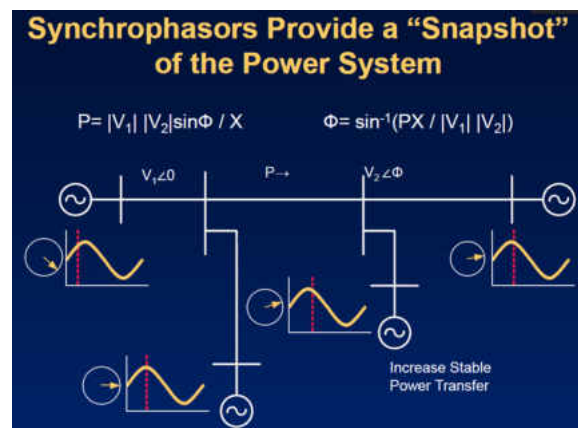 Synchrophasors Provide a “Snapshot”
of the Power System
P= |V₁| |V₂|sinΦ / X
Φ= sin⁻¹(PX / |V₁| |V₂|)
V₁∠0
P→
V₂∠Φ
Increase Stable
Power Transfer